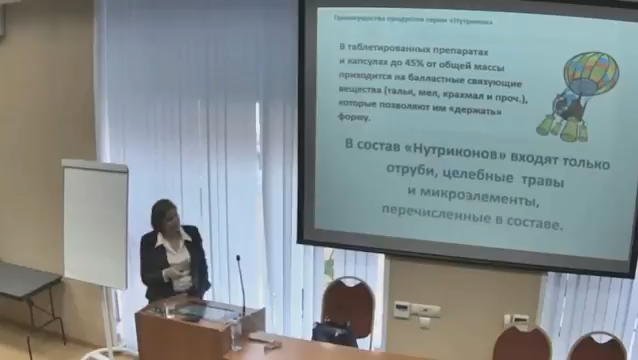 Преимущества продуктов серии «Нутрикон»
В таблетированных препаратах
и капсулах до 45% от общей массы
приходится на балластные связующие
вещества (тальк, мел, крахмал и проч.),
которые позволяют им «держать»
форму.
В состав «Нутриконов» входят только
отруби, целебные травы
и микроэлементы,
перечисленные в составе.